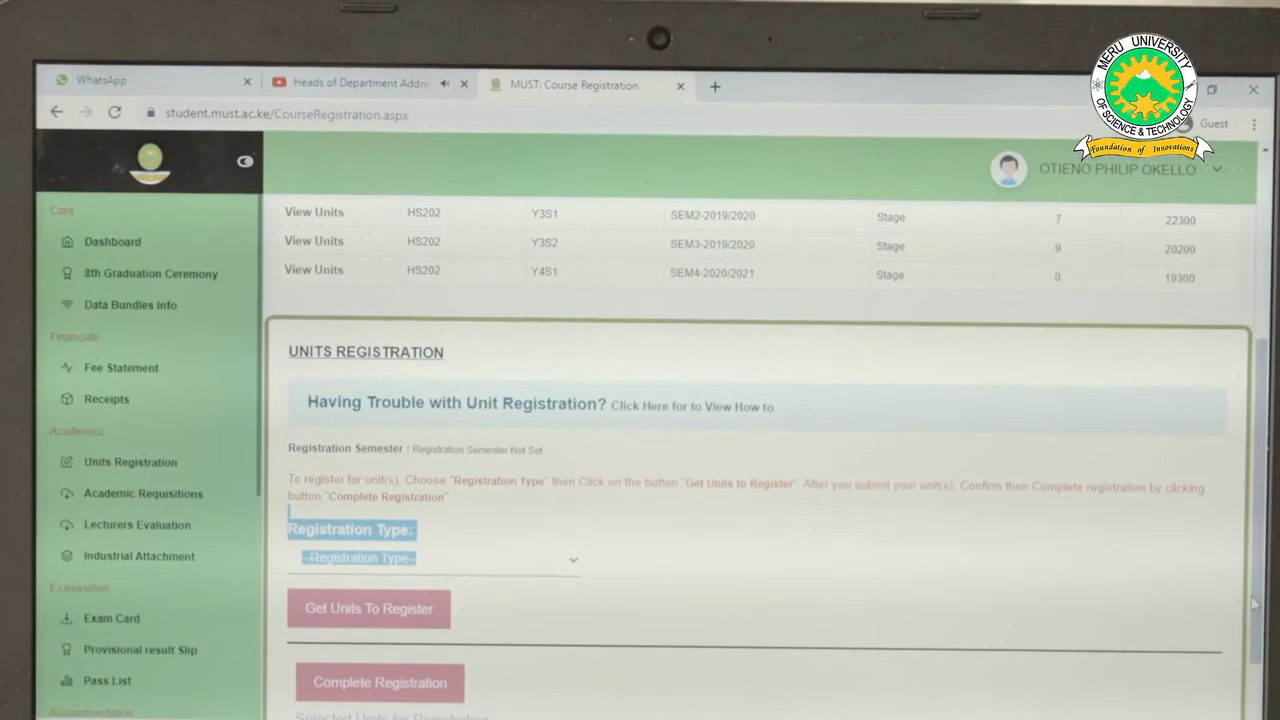 WhatsApp
Heads of Department Addre
MUST: Course Registration
student.must.ac.ke/CourseRegistration.aspx
Guest
MERU UNIVERSITY
OF SCIENCE & TECHNOLOGY
Foundation of Innovations
OTIENO PHILIP OKELLO
Core
Dashboard
8th Graduation Ceremony
Data Bundles Info
Financials
Fee Statement
Receipts
Academics
Units Registration
Academic Requisitions
Lecturers Evaluation
Industrial Attachment
Examination
Exam Card
Provisional result Slip
Pass List
Accommodation
View Units HS202 Y3S1 SEM2-2019/2020 Stage 7 22300
View Units HS202 Y3S2 SEM3-2019/2020 Stage 9 20200
View Units HS202 Y4S1 SEM4-2020/2021 Stage 0 19300
UNITS REGISTRATION
Having Trouble with Unit Registration? Click Here for to View How to
Registration Semester : Registration Semester Not Set
To register for unit(s), Choose "Registration Type" then Click on the button "Get Units to Register" After you submit your unit(s). Confirm then Complete registration by clicking
button "Complete Registration"
Registration Type:
--Registration Type--
Get Units To Register
Complete Registration
Selected Units for Registration